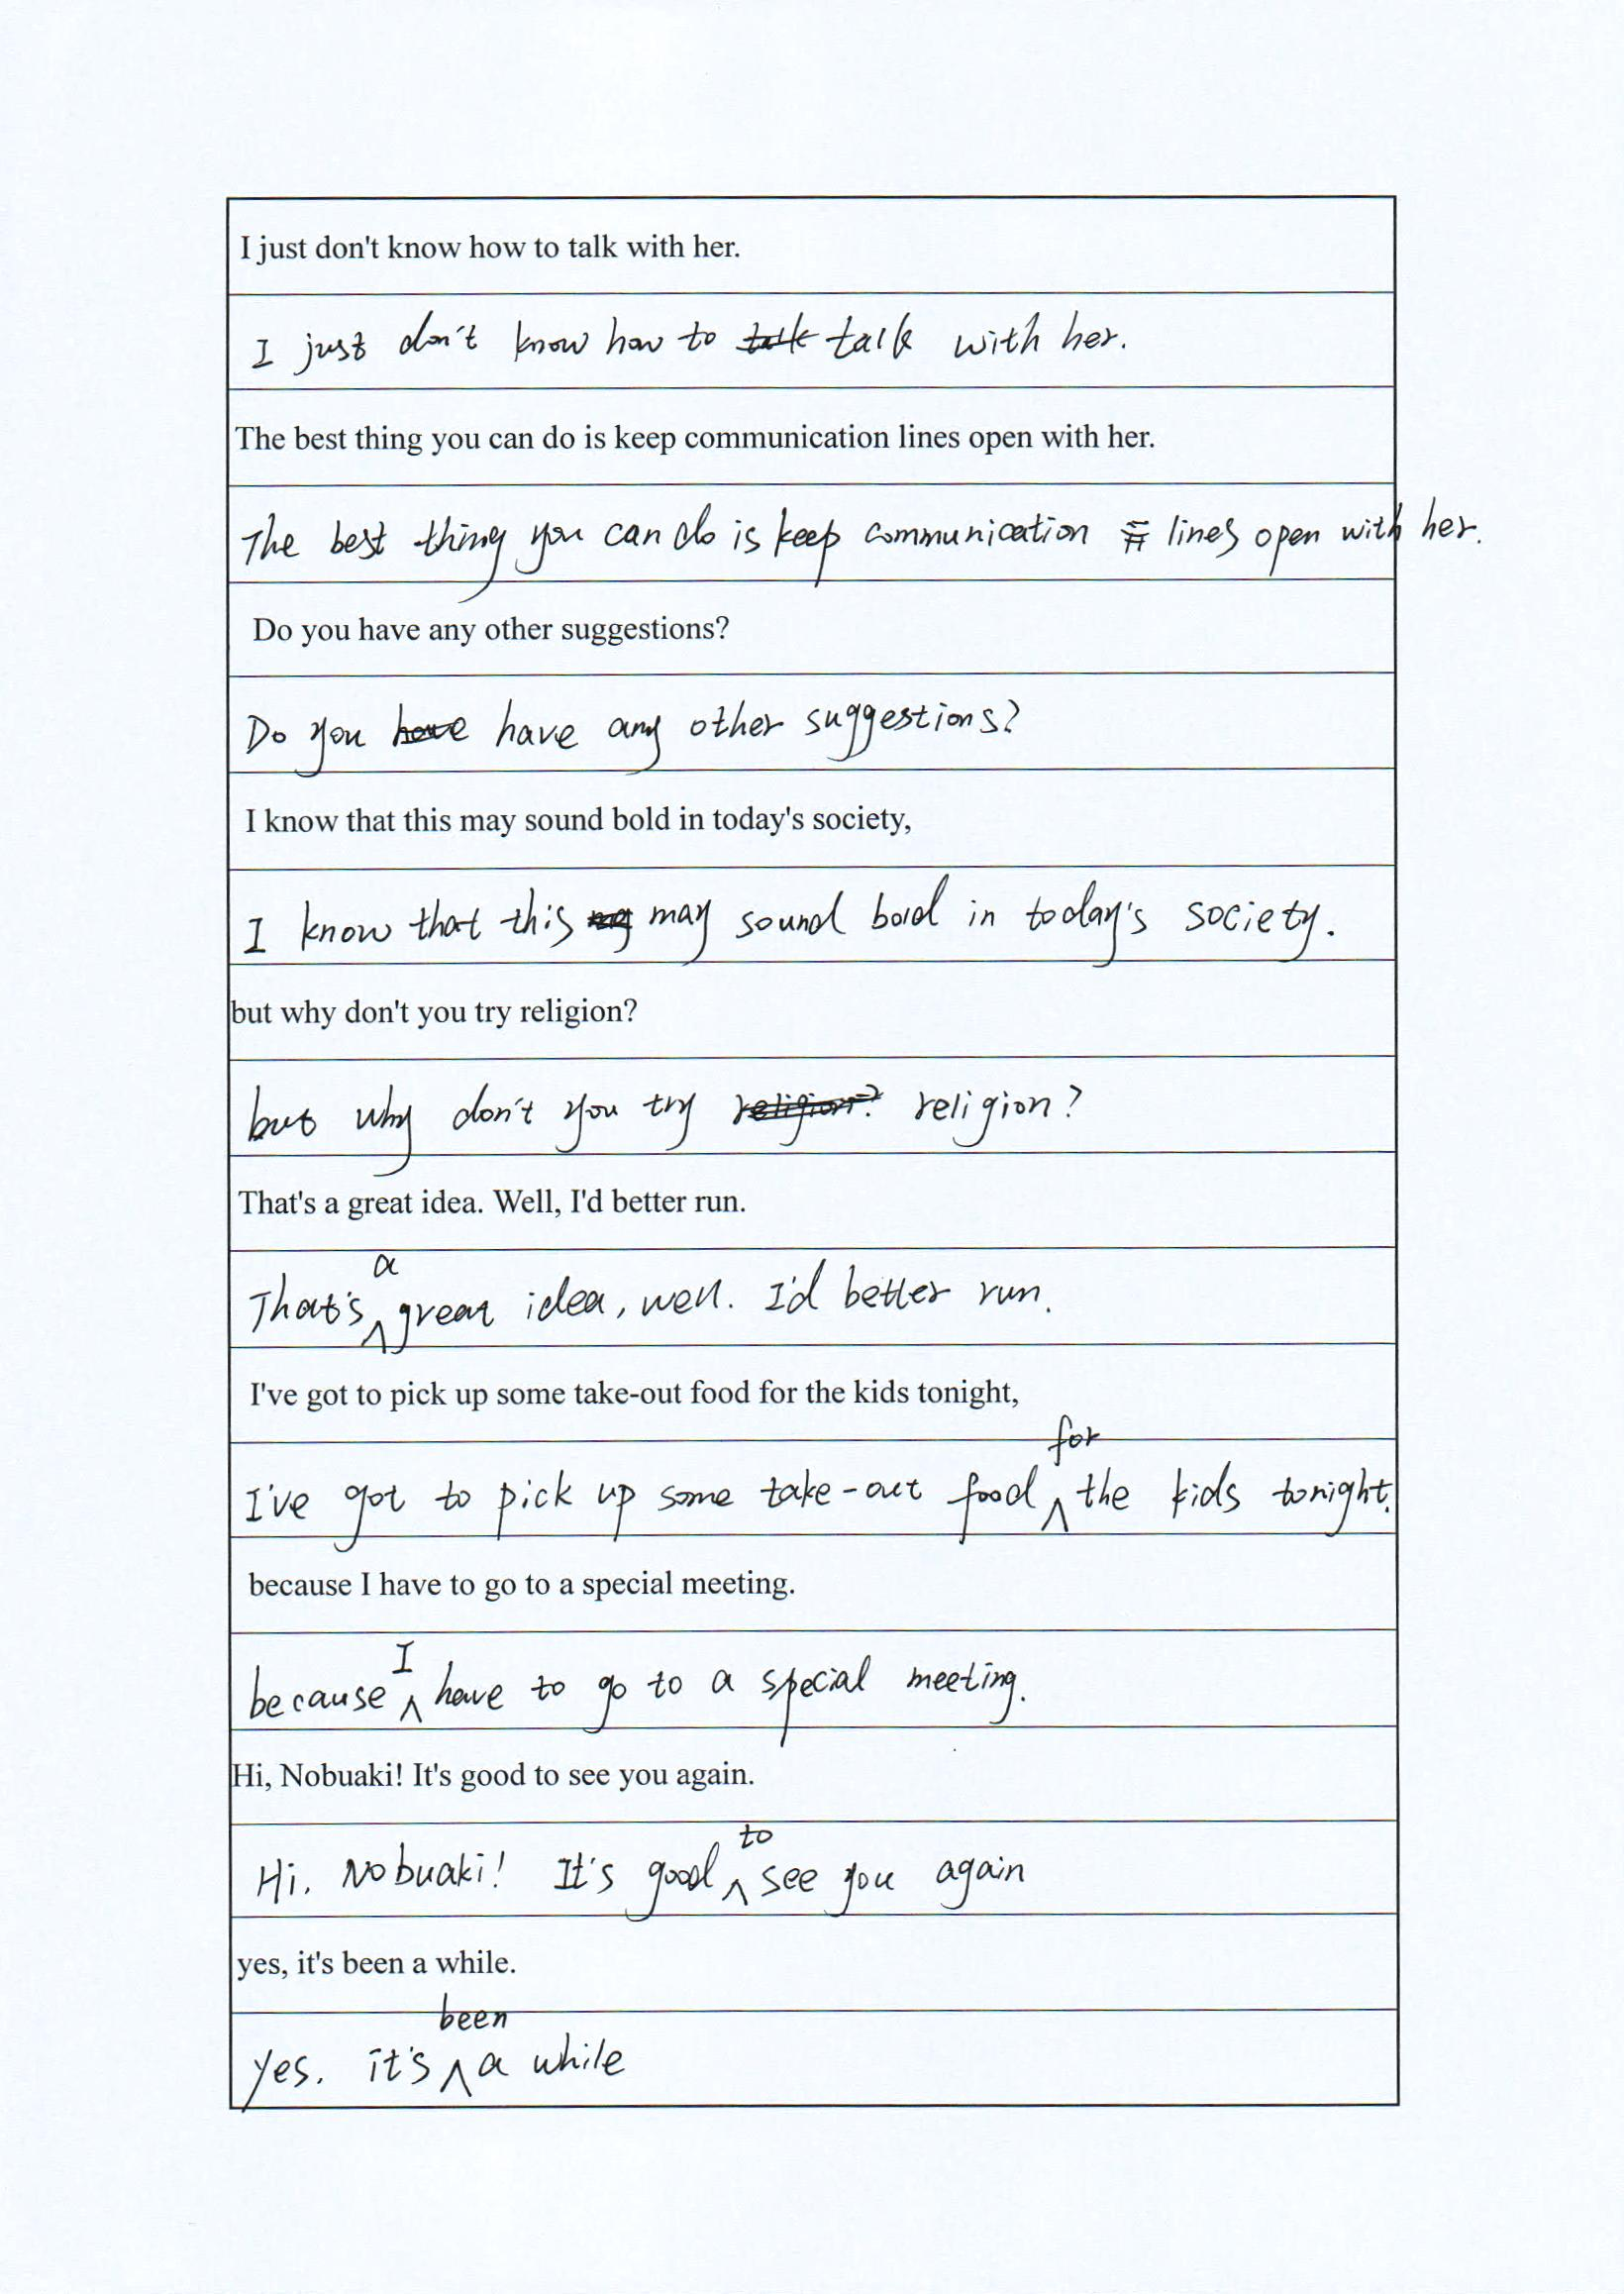 I just don't know how to talk with her.
I just don't know how to talk talk with her.
The best thing you can do is keep communication lines open with her.
The best thing you can do is keep communication lines open with her.
Do you have any other suggestions?
Do you have have any other suggestions?
I know that this may sound bold in today's society,
I know that this may sound bold in today's society.
but why don't you try religion?
but why don't you try religion? religion?
That's a great idea. Well, I'd better run.
That's a great idea, well. I'd better run.
I've got to pick up some take-out food for the kids tonight,
I've got to pick up some take-out food for the kids tonight.
because I have to go to a special meeting.
because I have to go to a special meeting.
Hi, Nobuaki! It's good to see you again.
Hi. Nobuaki! It's good to see you again
yes, it's been a while.
yes. it's been a while